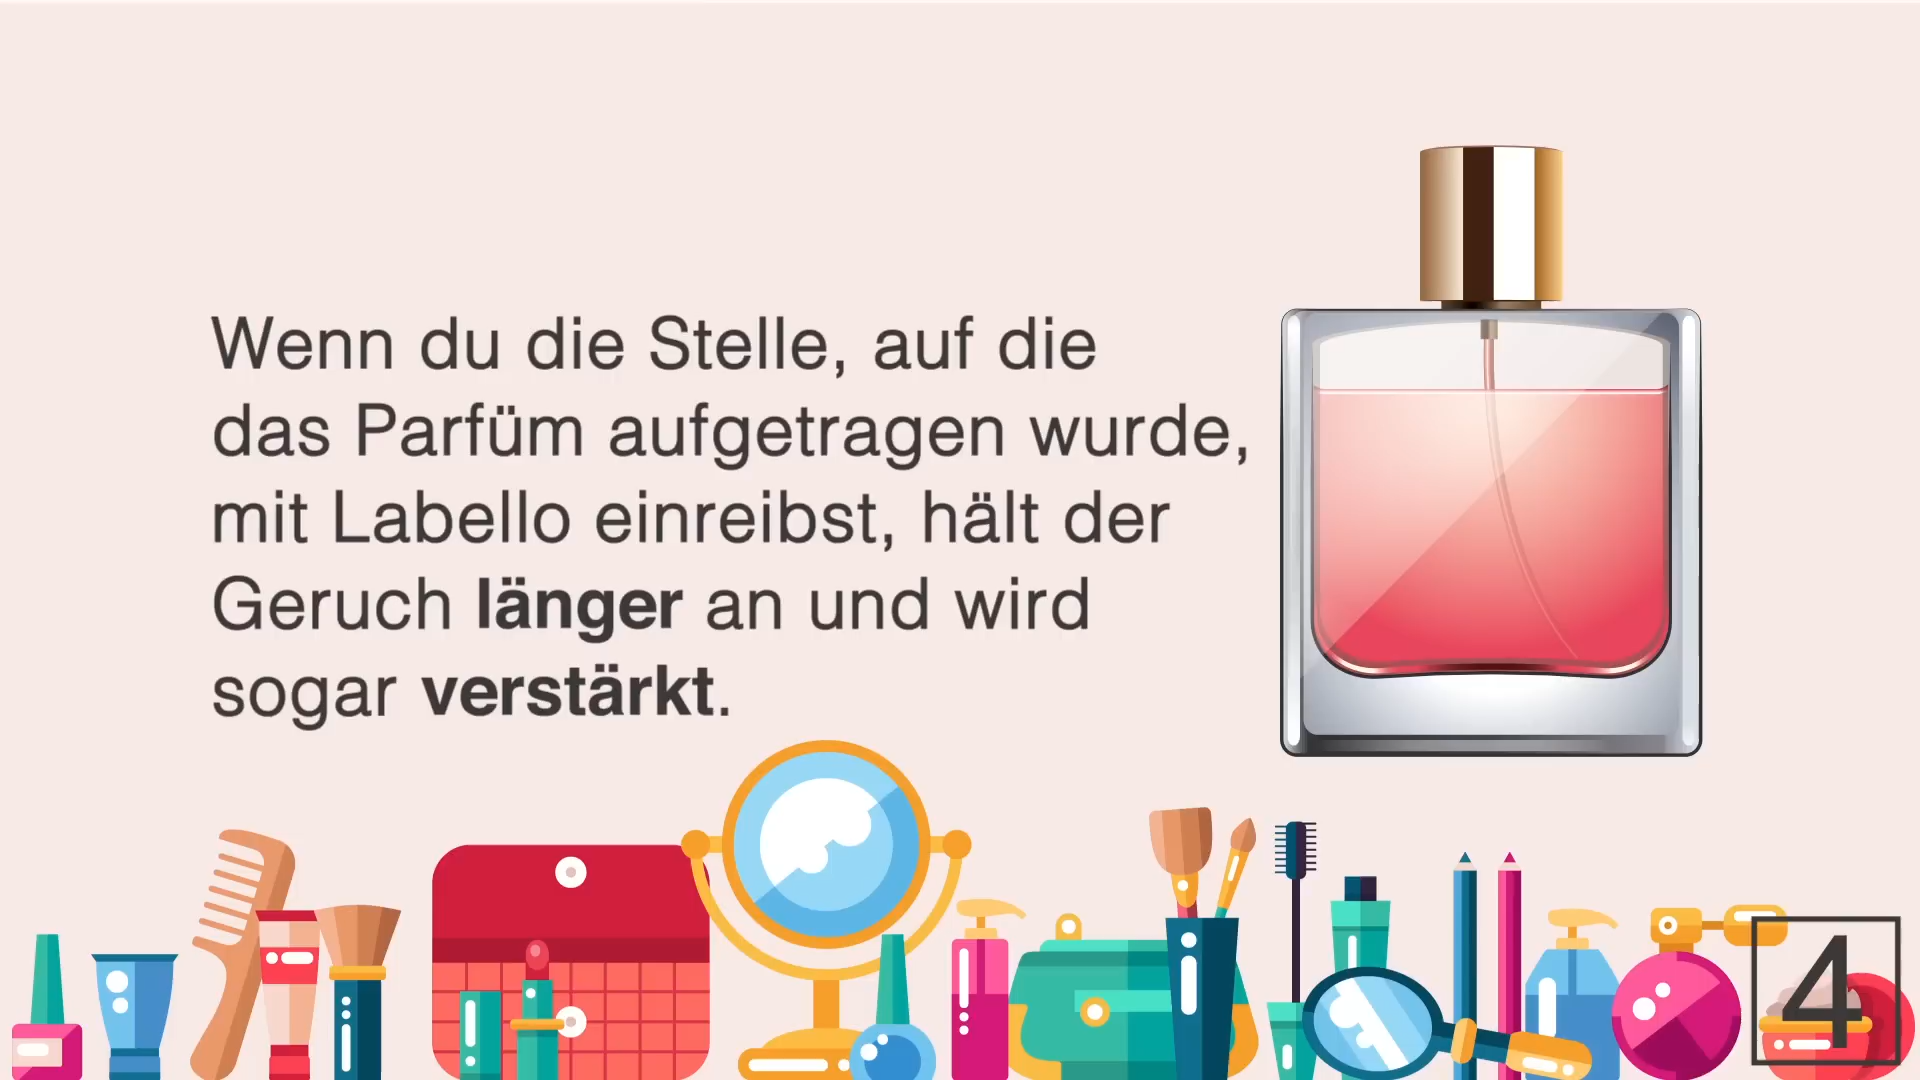 Wenn du die Stelle, auf die
das Parfüm aufgetragen wurde,
mit Labello einreibst, hält der
Geruch länger an und wird
sogar verstärkt.
4